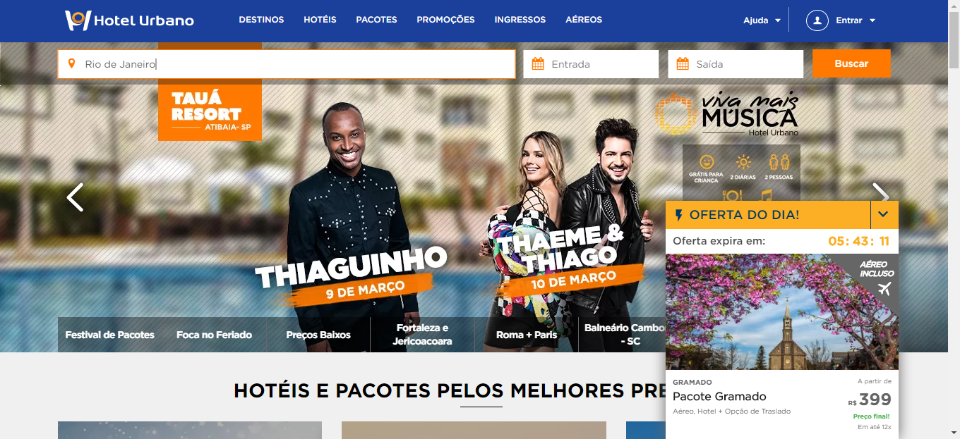 Hotel Urbano
DESTINOS
HOTÉIS
PACOTES
PROMOÇÕES
INGRESSOS
AÉREOS
Ajuda
Entrar
Rio de Janeiro
Entrada
Saída
Buscar
TAUÁ
RESORT
ATIBAIA- SP
viva mais
MÚSICA
Hotel Urbano
GRÁTIS PARA
CRIANÇA
2 DIÁRIAS
2 PESSOAS
THIAGUINHO
9 DE MARÇO
THAEME &
THIAGO
10 DE MARÇO
OFERTA DO DIA!
Oferta expira em:
05: 43: 11
AÉREO
INCLUSO
Festival de Pacotes
Foca no Feriado
Preços Baixos
Fortaleza e
Jericoacoara
Roma + Paris
Balneário Cambo
- SC
HOTÉIS E PACOTES PELOS MELHORES PRE
GRAMADO
Pacote Gramado
Aéreo, Hotel + Opção de Traslado
A partir de
R$ 399
Preço final!
Em até 12x